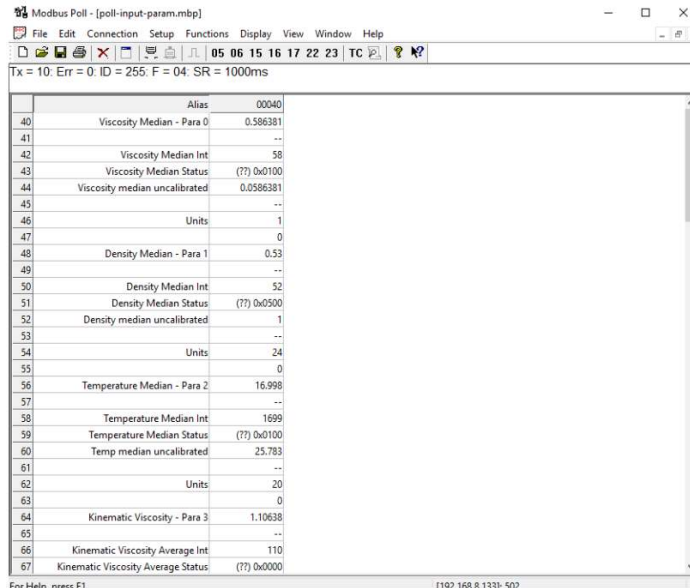 Modbus Poll - [poll-input-param.mbp]
File Edit Connection Setup Functions Display View Window Help
05 06 15 16 17 22 23 TC
Tx = 10: Err = 0: ID = 255: F = 04: SR = 1000ms
Alias 00040
40 Viscosity Median - Para 0 0.586381
41 --
42 Viscosity Median Int 58
43 Viscosity Median Status (??) 0x0100
44 Viscosity median uncalibrated 0.0586381
45 --
46 Units 1
47 0
48 Density Median - Para 1 0.53
49 --
50 Density Median Int 52
51 Density Median Status (??) 0x0500
52 Density median uncalibrated 1
53 --
54 Units 24
55 0
56 Temperature Median - Para 2 16.998
57 --
58 Temperature Median Int 1699
59 Temperature Median Status (??) 0x0100
60 Temp median uncalibrated 25.783
61 --
62 Units 20
63 0
64 Kinematic Viscosity - Para 3 1.10638
65 --
66 Kinematic Viscosity Average Int 110
67 Kinematic Viscosity Average Status (??) 0x0000
For Help, press F1. [192.168.8.133]: 502